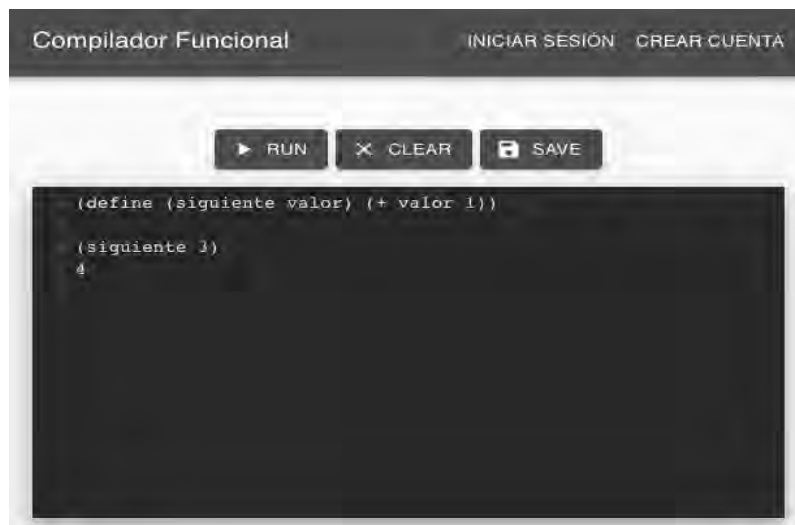 Compilador Funcional INICIAR SESIÓN CREAR CUENTA
RUN CLEAR SAVE
(define (siguiente valor) (+ valor 1))
(siguiente 3)
4